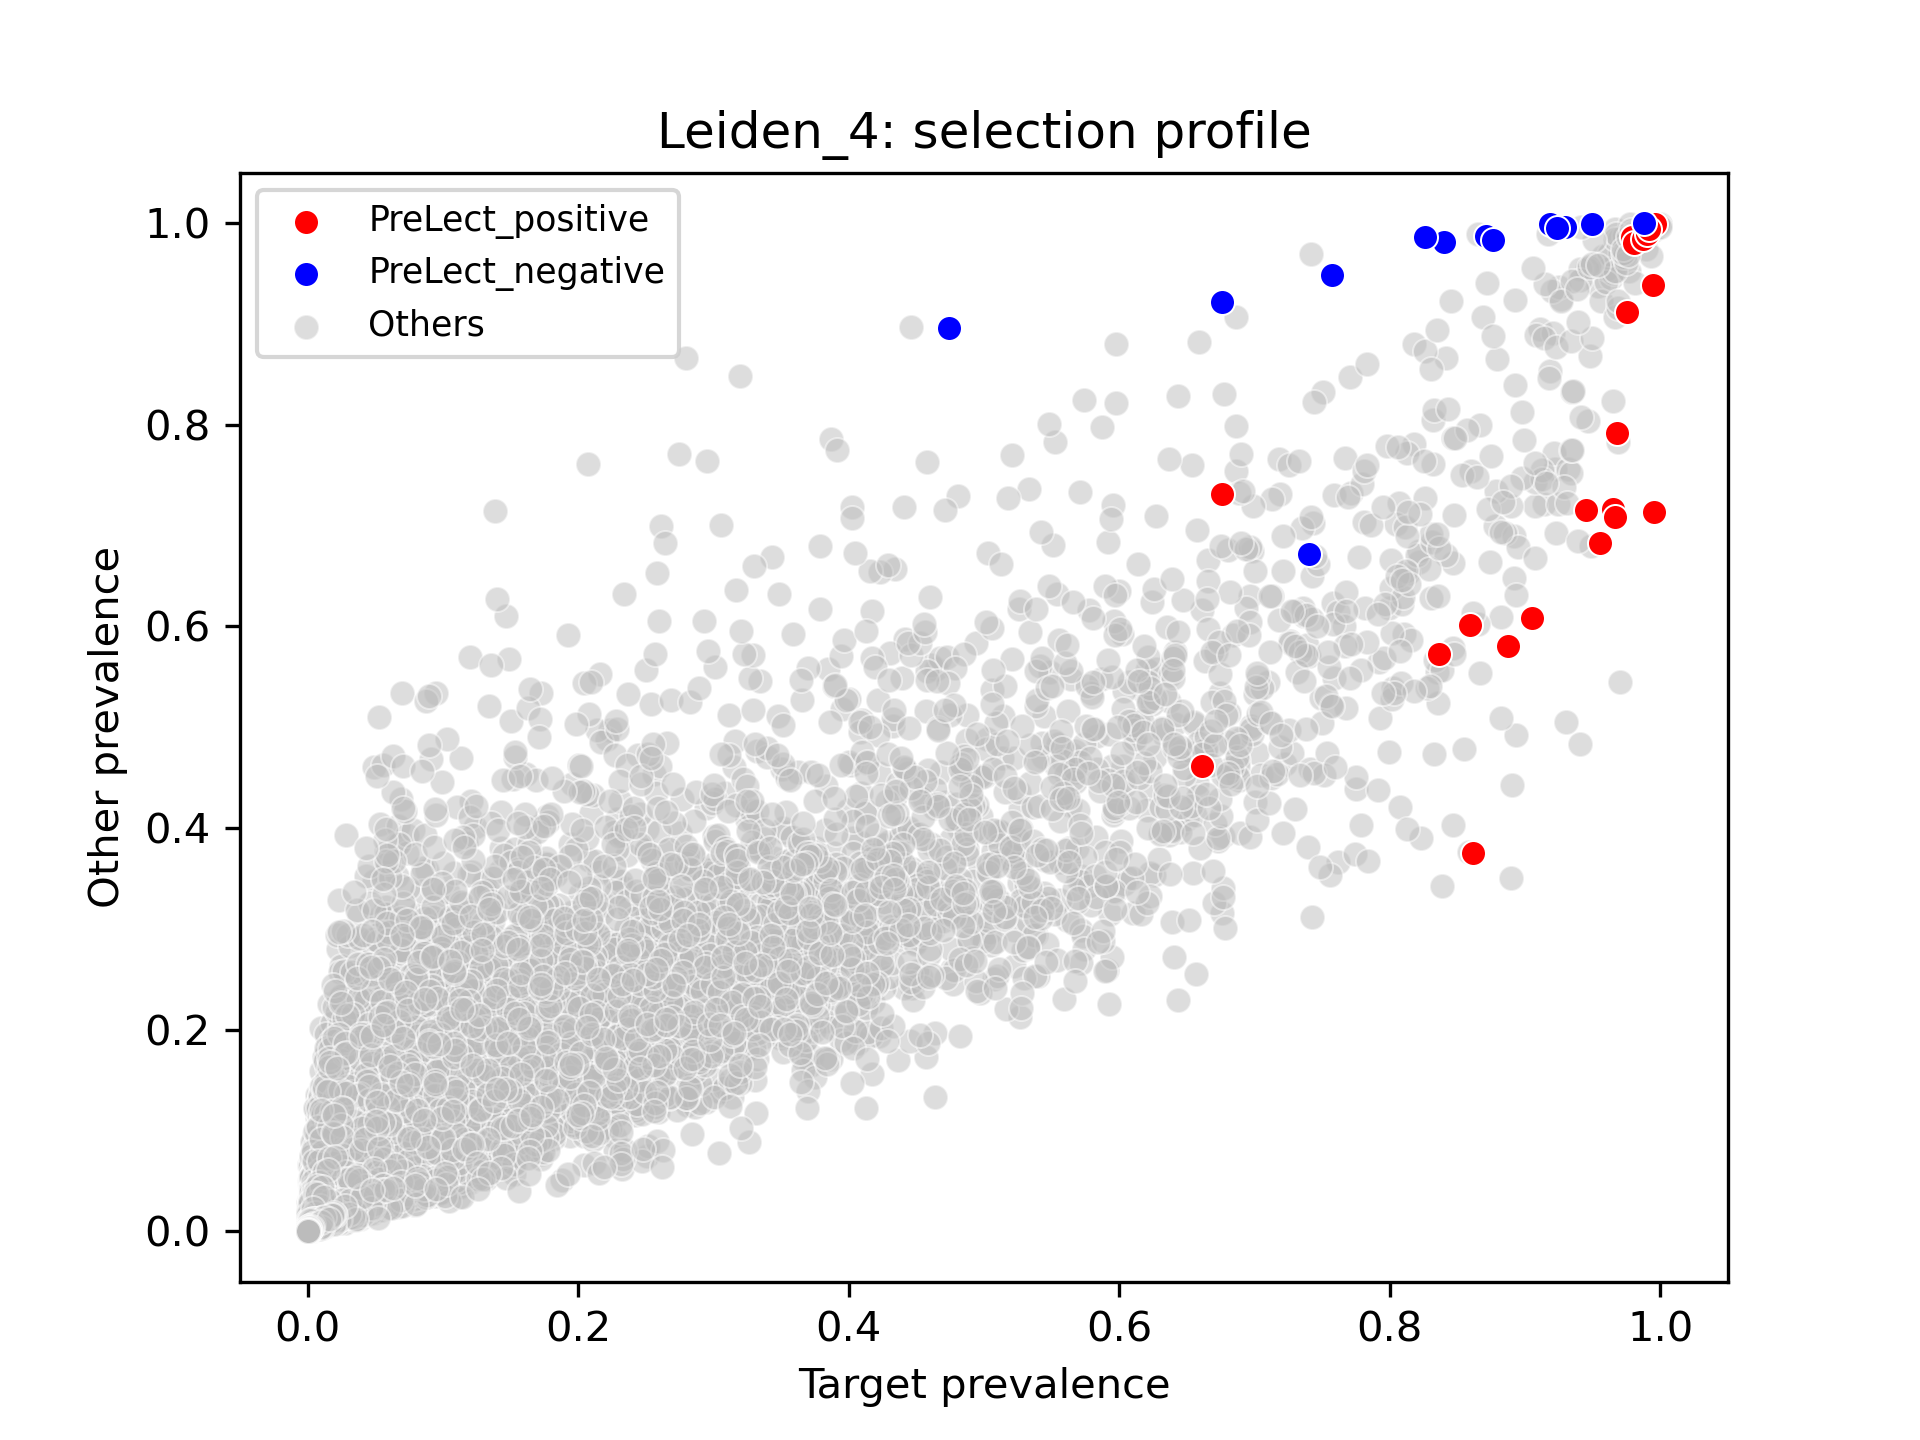 Leiden_4: selection profile
PreLect_positive
PreLect_negative
Others
1.0
0.8
0.6
0.4
0.2
0.0
Other prevalence
0.0 0.2 0.4 0.6 0.8 1.0
Target prevalence